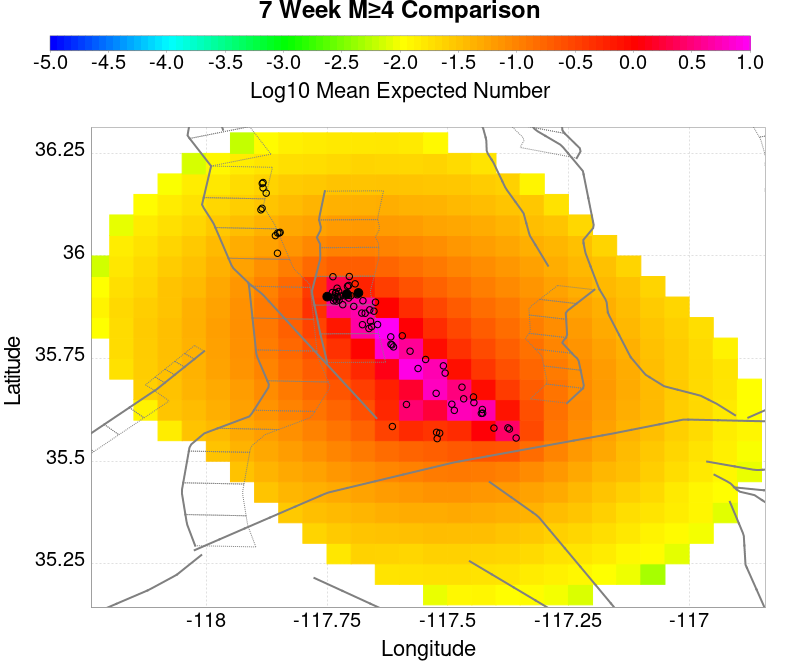 7 Week M≥4 Comparison
-5.0 -4.5 -4.0 -3.5 -3.0 -2.5 -2.0 -1.5 -1.0 -0.5 0.0 0.5 1.0
Log10 Mean Expected Number
36.25
36
35.75
35.5
35.25
Latitude
-118 -117.75 -117.5 -117.25 -117
Longitude